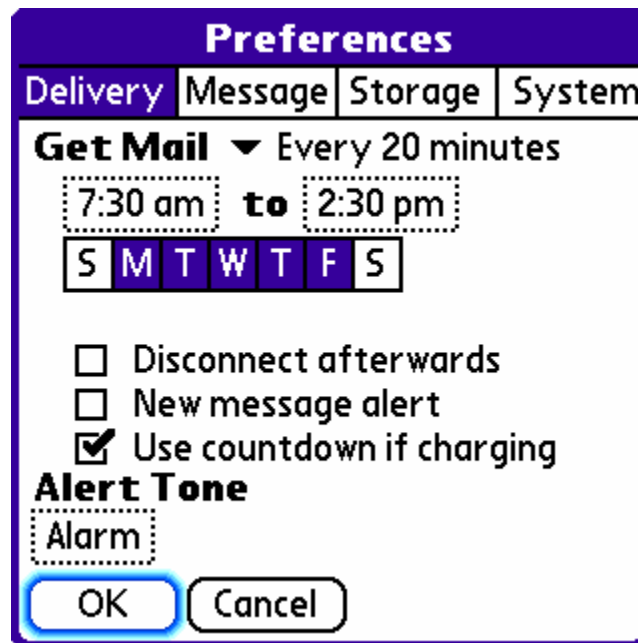 Preferences
Delivery Message Storage System
Get Mail Every 20 minutes
7:30 am to 2:30 pm
S M T W T F S
Disconnect afterwards
New message alert
Use countdown if charging
Alert Tone
Alarm
OK Cancel